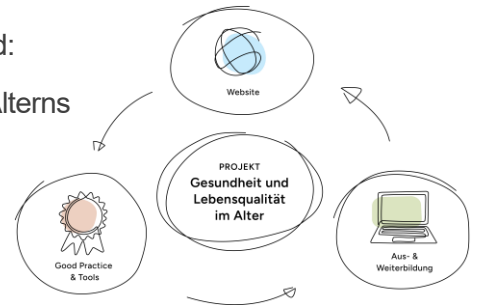 d:
Alterns
Website
PROJEKT
Gesundheit und
Lebensqualität
im Alter
Good Practice
& Tools
Aus- &
Weiterbildung